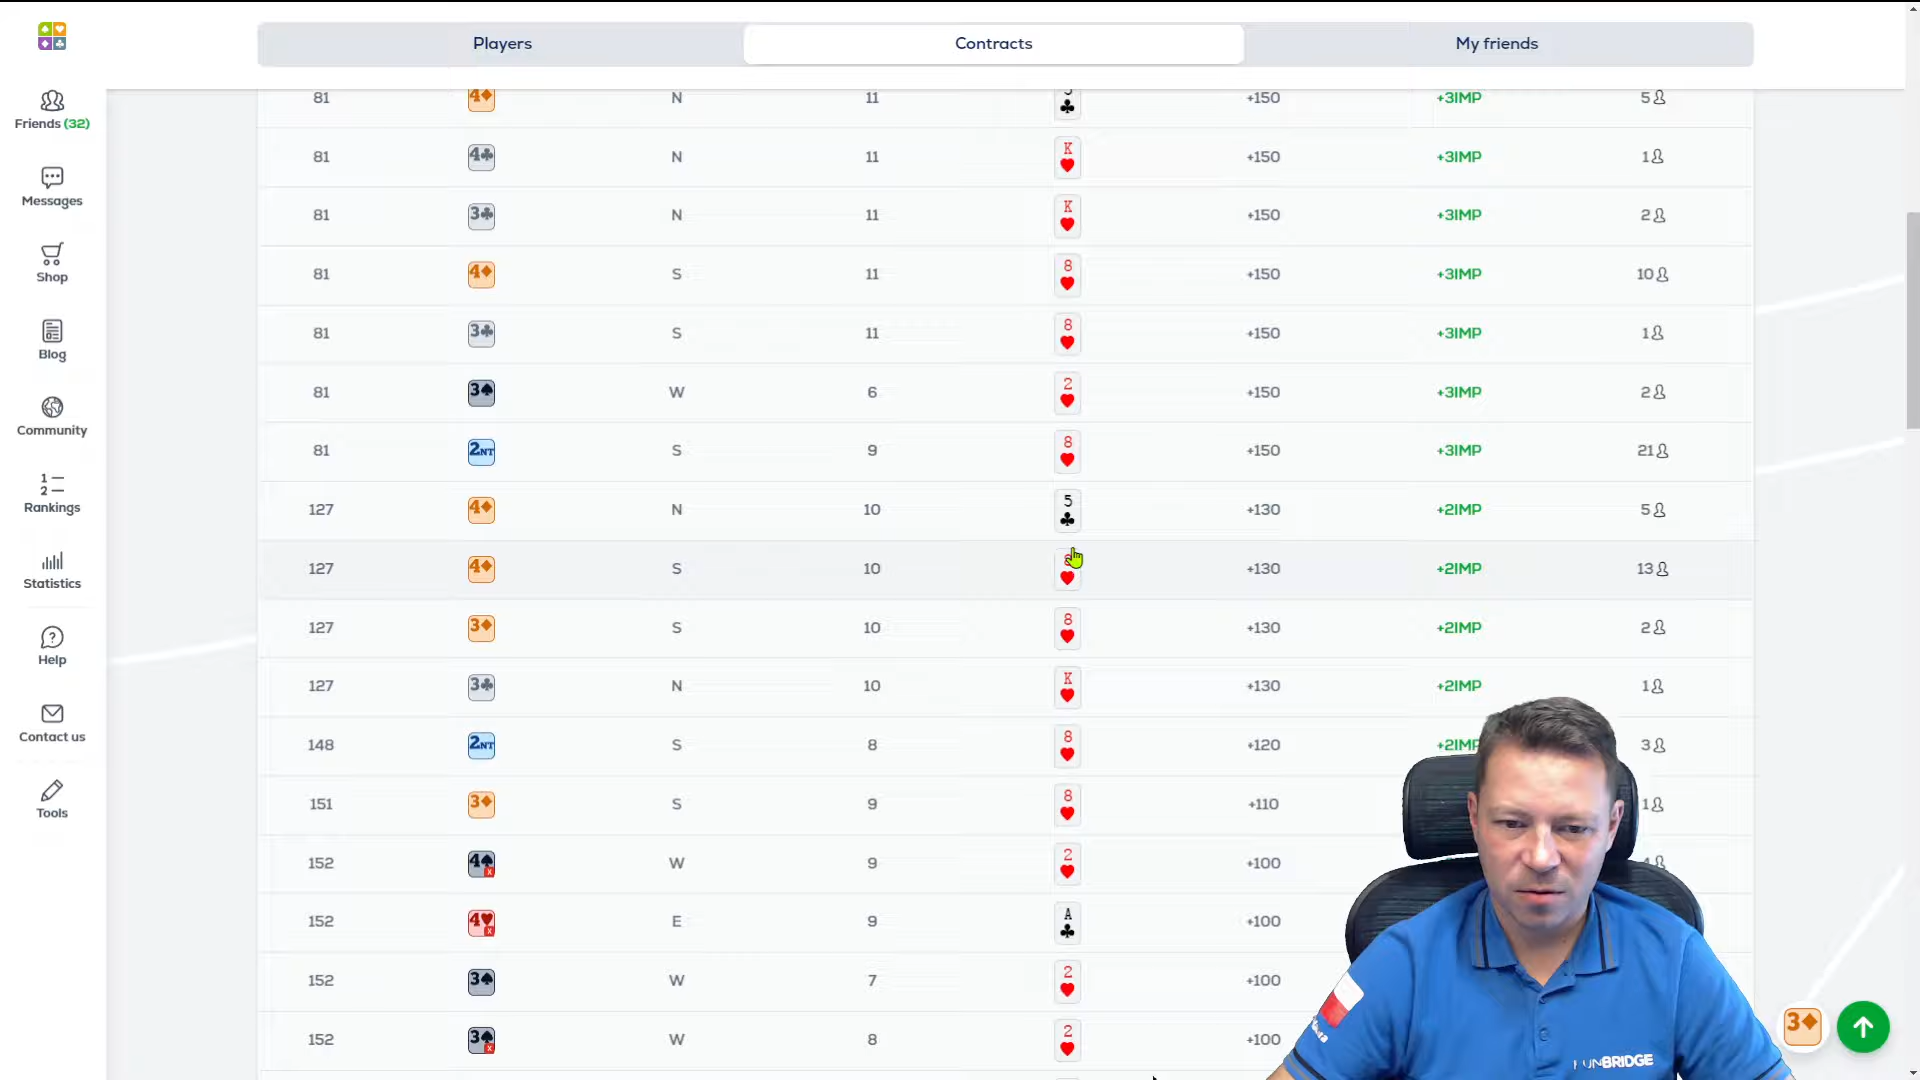 Players Contracts My friends
Friends (32)
Messages
Shop
Blog
Community
Rankings
Statistics
Help
Contact us
Tools
81 4♦ N 11 ♣ +150 +3IMP 5
81 4♣ N 11 K♥ +150 +3IMP 1
81 3♣ N 11 K♥ +150 +3IMP 2
81 4♦ S 11 8♥ +150 +3IMP 10
81 3♣ S 11 8♥ +150 +3IMP 1
81 3♠ W 6 2♥ +150 +3IMP 2
81 2NT S 9 8♥ +150 +3IMP 21
127 4♦ N 10 5♣ +130 +2IMP 5
127 4♦ S 10 ♥ +130 +2IMP 13
127 3♦ S 10 8♥ +130 +2IMP 2
127 3♣ N 10 K♥ +130 +2IMP 1
148 2NT S 8 8♥ +120 +2IMP 3
151 3♦ S 9 8♥ +110 1
152 4♠x W 9 2♥ +100
152 4♥x E 9 A♣ +100
152 3♠ W 7 2♥ +100
152 3♠x W 8 2♥ +100
3♦
FUNBRIDGE